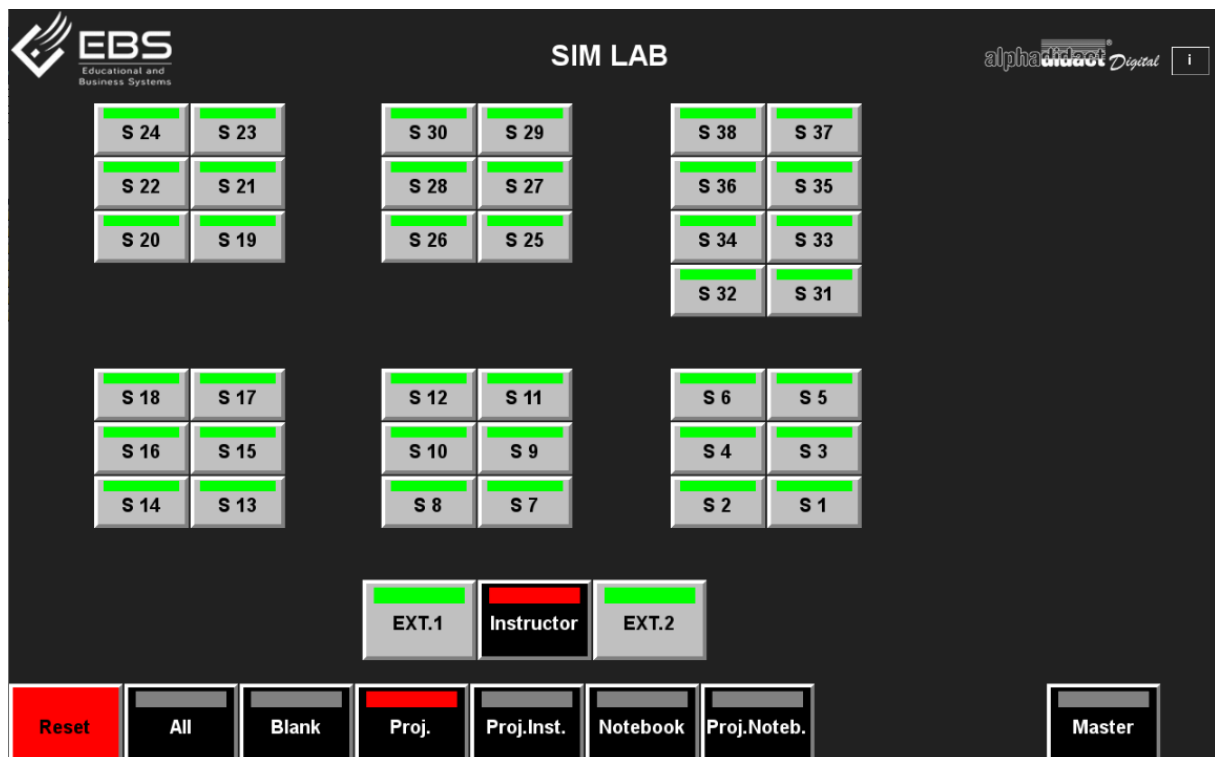 EBS
Educational and
Business Systems
SIM LAB
alphadidact Digital
i
S 24 S 23 S 30 S 29 S 38 S 37
S 22 S 21 S 28 S 27 S 36 S 35
S 20 S 19 S 26 S 25 S 34 S 33
S 32 S 31
S 18 S 17 S 12 S 11 S 6 S 5
S 16 S 15 S 10 S 9 S 4 S 3
S 14 S 13 S 8 S 7 S 2 S 1
EXT.1 Instructor EXT.2
Reset All Blank Proj. Proj.Inst. Notebook Proj.Noteb. Master